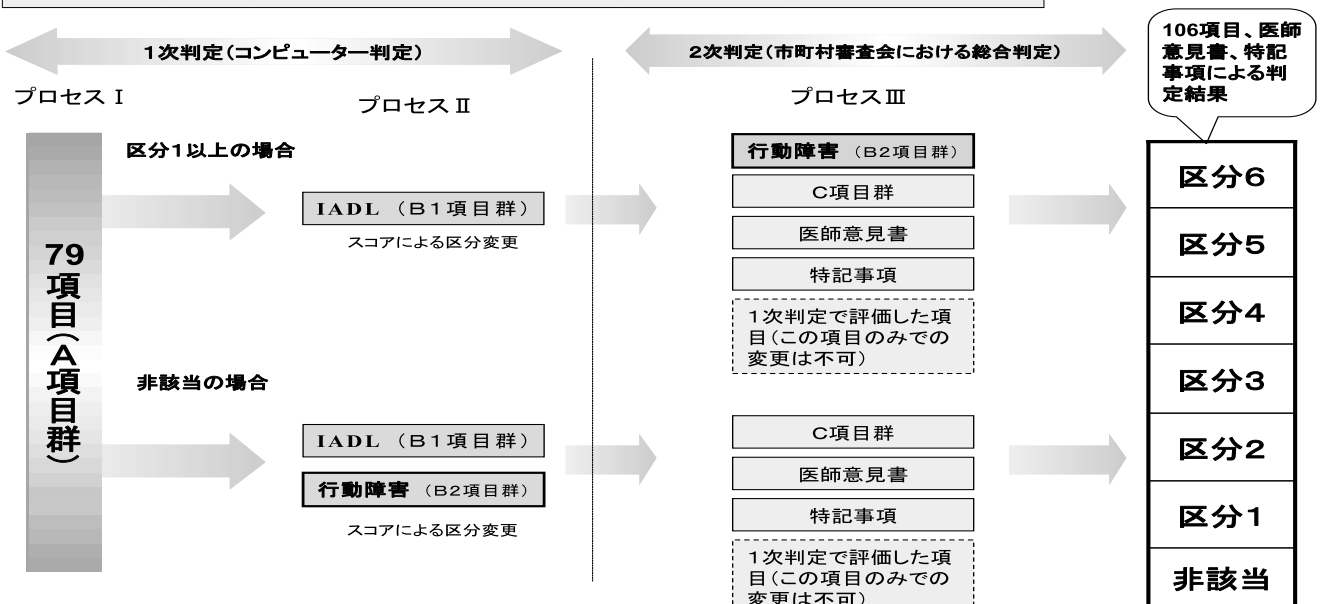 1次判定(コンピューター判定)
2次判定(市町村審査会における総合判定)
106項目、医師
意見書、特記
事項による判
定結果
プロセスⅠ
プロセスⅡ
プロセスⅢ
79項目(A項目群)
区分1以上の場合
IADL (B1項目群)
スコアによる区分変更
行動障害 (B2項目群)
C項目群
医師意見書
特記事項
1次判定で評価した項
目(この項目のみでの
変更は不可)
非該当の場合
IADL (B1項目群)
行動障害 (B2項目群)
スコアによる区分変更
C項目群
医師意見書
特記事項
1次判定で評価した項
目(この項目のみでの
変更は不可)
区分6
区分5
区分4
区分3
区分2
区分1
非該当